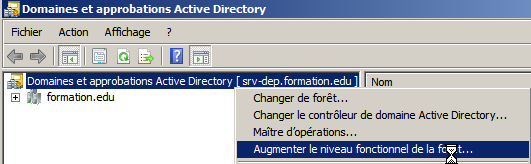 Domaines et approbations Active Directory
Fichier Action Affichage ?
Domaines et approbations Active Directory [ srv-dep.formation.edu ]
Nom
formation.edu
Changer de forêt...
Changer le contrôleur de domaine Active Directory...
Maître d'opérations...
Augmenter le niveau fonctionnel de la forêt...